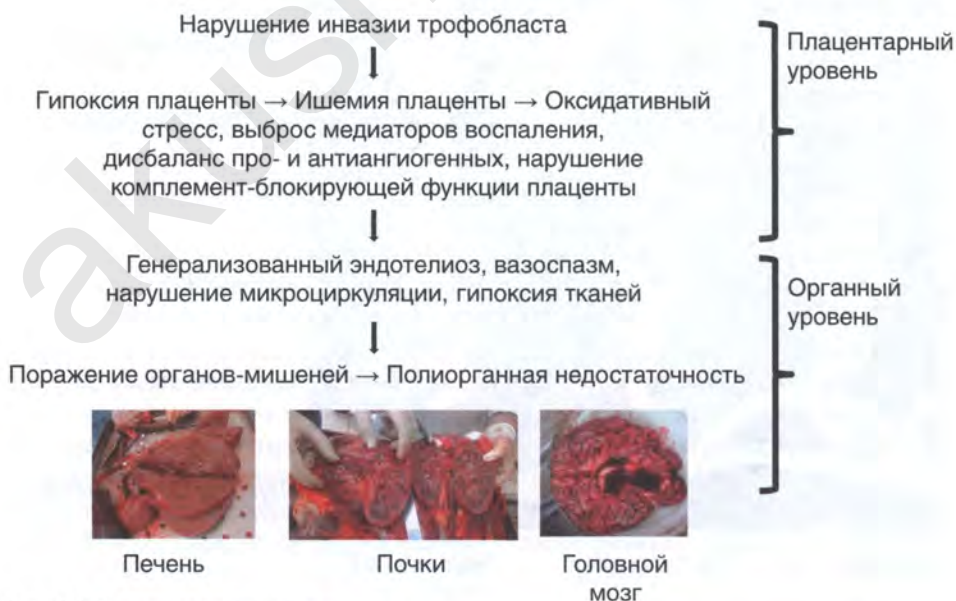 Нарушение инвазии трофобласта
Плацентарный
уровень
Гипоксия плаценты → Ишемия плаценты → Оксидативный
стресс, выброс медиаторов воспаления,
дисбаланс про- и антиангиогенных, нарушение
комплемент-блокирующей функции плаценты
Генерализованный эндотелиоз, вазоспазм,
нарушение микроциркуляции, гипоксия тканей
Органный
уровень
Поражение органов-мишеней → Полиорганная недостаточность
Печень
Почки
Головной
мозг